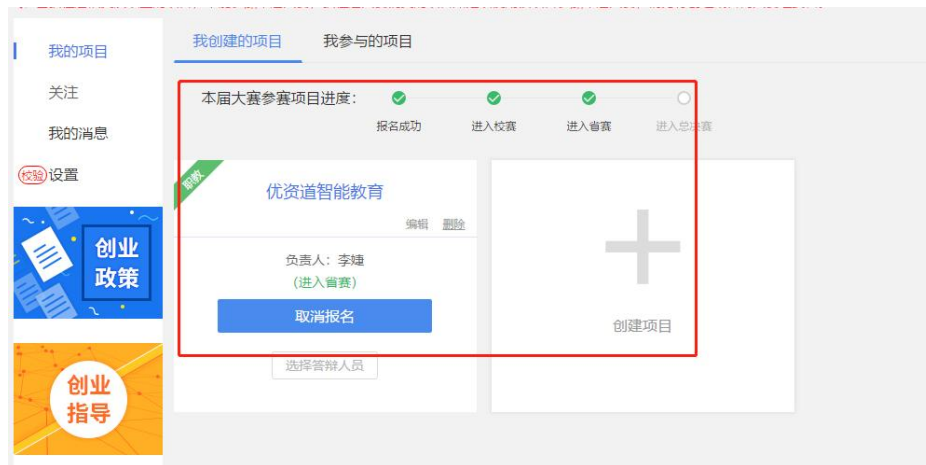 我的项目
关注
我的消息
校验 设置
创业
政策
创业
指导
我创建的项目 我参与的项目
本届大赛参赛项目进度：
报名成功 进入校赛 进入省赛 进入总决赛
职教
优资道智能教育
编辑 删除
负责人：李婕
（进入省赛）
取消报名
选择答辩人员
创建项目